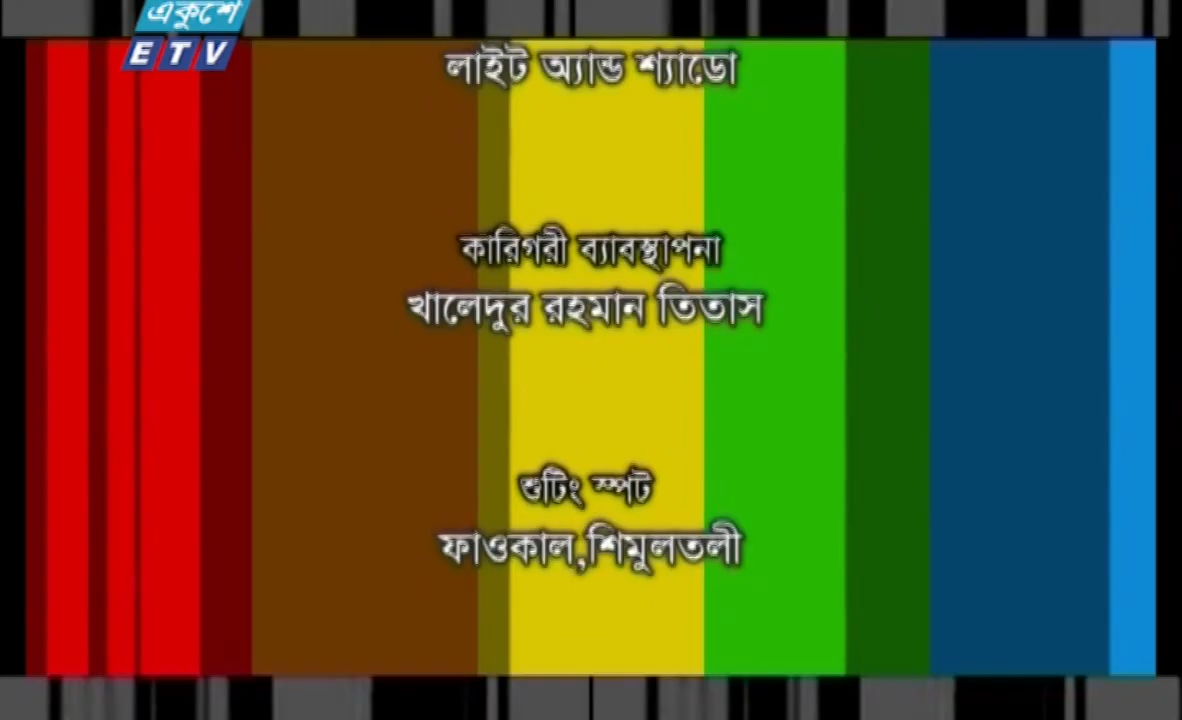 একুশে
ETV
লাইট অ্যান্ড শ্যাডো
কারিগরী ব্যাবস্থাপনা
খালেদুর রহমান তিতাস
শুটিং স্পট
ফাওকাল,শিমুলতলী